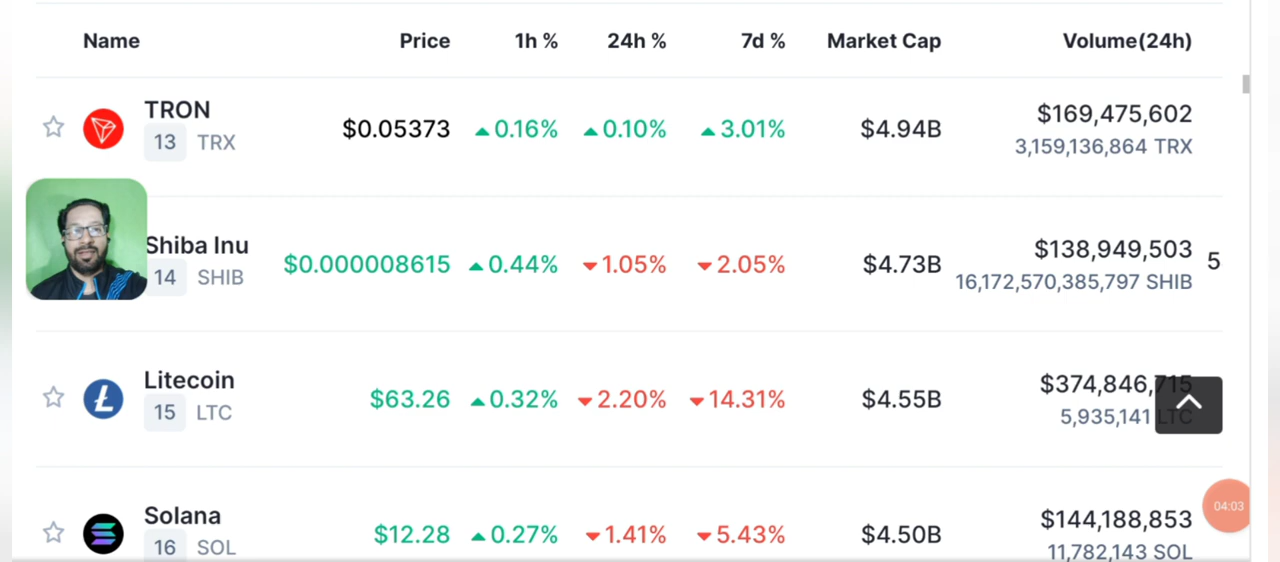 Name Price 1h % 24h % 7d % Market Cap Volume(24h)
TRON
13 TRX
$0.05373 0.16% 0.10% 3.01% $4.94B
$169,475,602
3,159,136,864 TRX
Shiba Inu
14 SHIB
$0.000008615 0.44% 1.05% 2.05% $4.73B
$138,949,503
16,172,570,385,797 SHIB
5
Litecoin
15 LTC
$63.26 0.32% 2.20% 14.31% $4.55B
$374,846,715
5,935,141 LTC
Solana
16 SOL
$12.28 0.27% 1.41% 5.43% $4.50B
$144,188,853
11,782,143 SOL
04:03